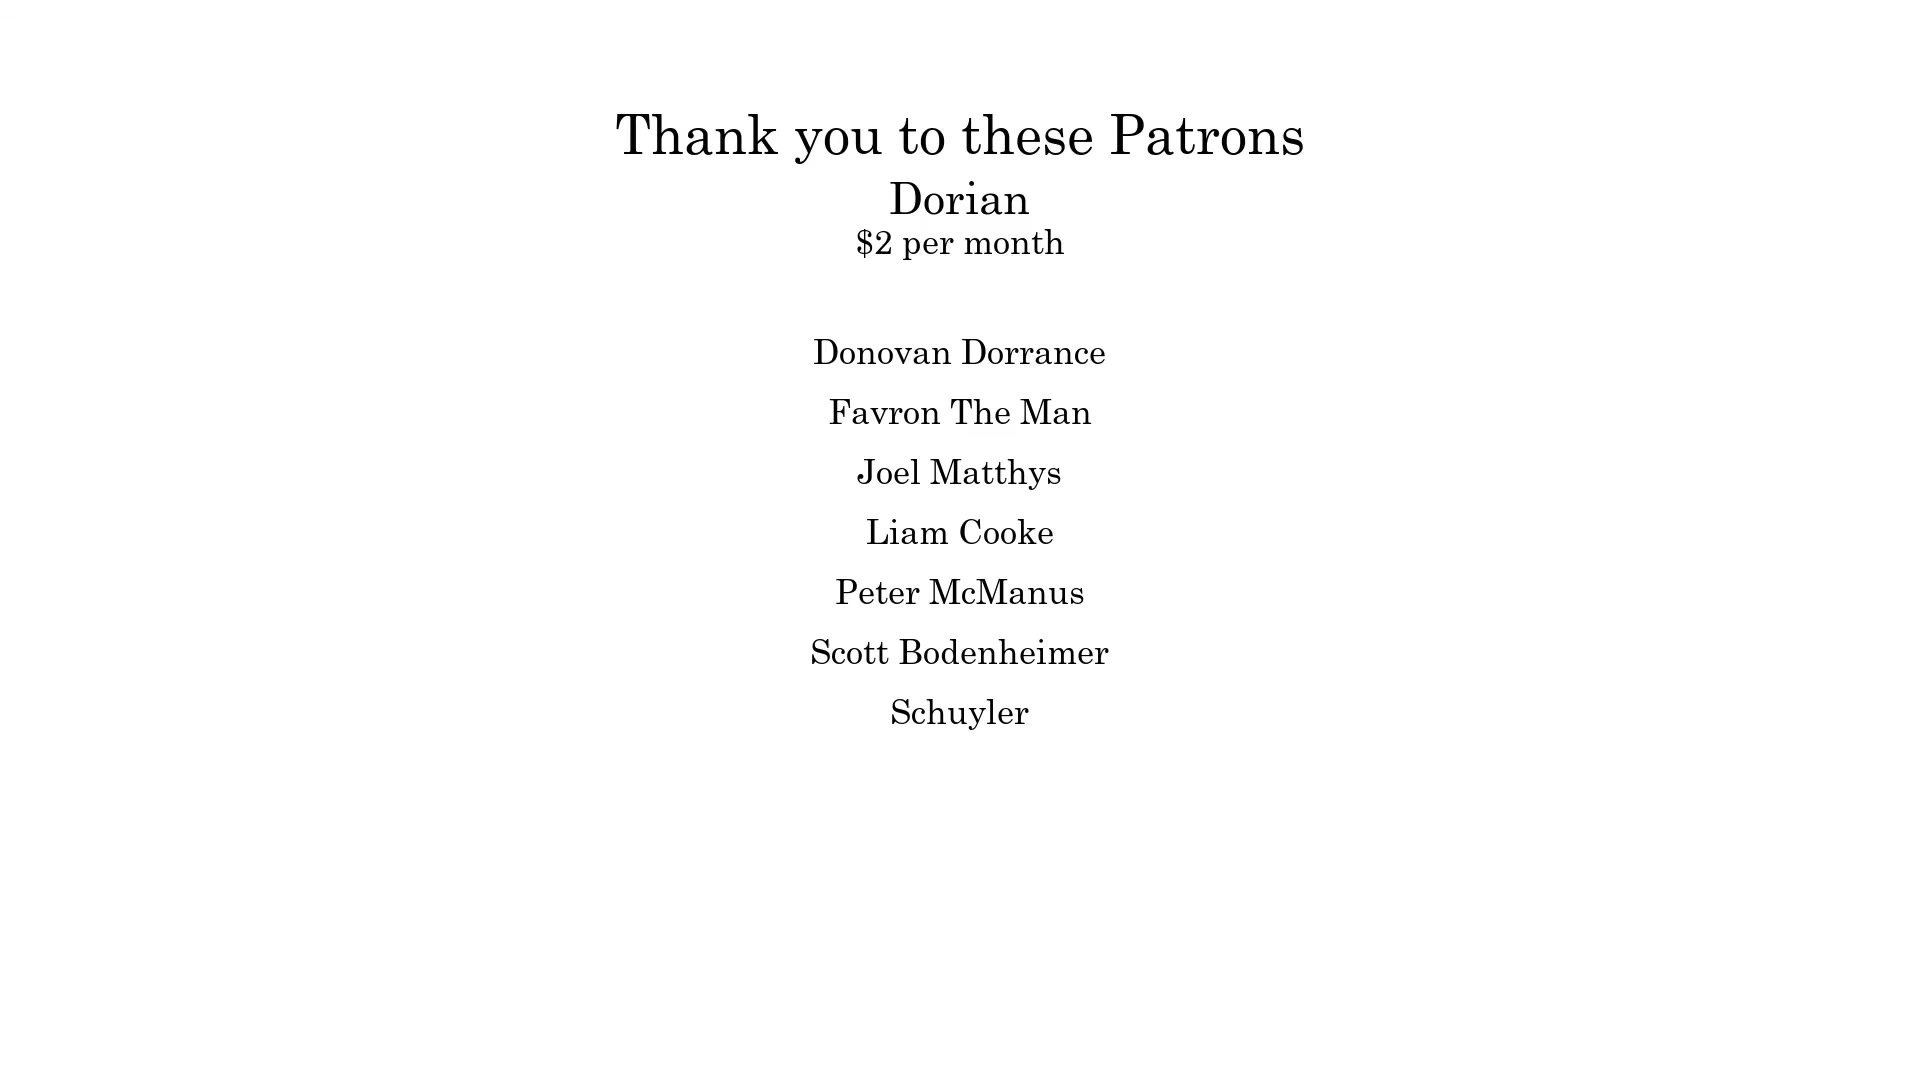 Thank you to these Patrons
Dorian
$2 per month
Donovan Dorrance
Favron The Man
Joel Matthys
Liam Cooke
Peter McManus
Scott Bodenheimer
Schuyler